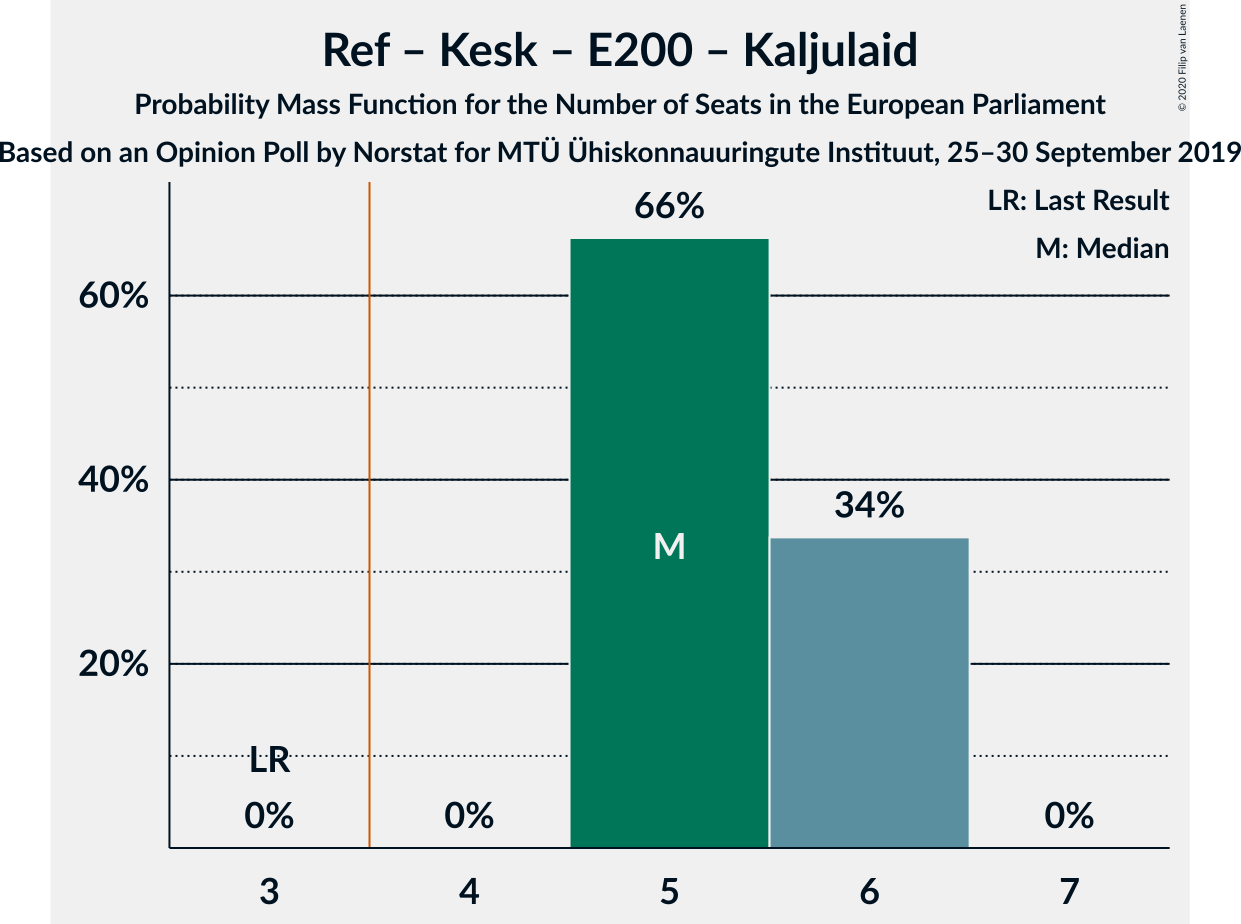 Ref – Kesk – E200 – Kaljulaid
Probability Mass Function for the Number of Seats in the European Parliament
Based on an Opinion Poll by Norstat for MTÜ Ühiskonnauuringute Instituut, 25–30 September 2019
© 2020 Filip van Laenen
LR: Last Result
M: Median
66%
60%
40%
34%
M
20%
LR
0%
0%
0%
3
4
5
6
7